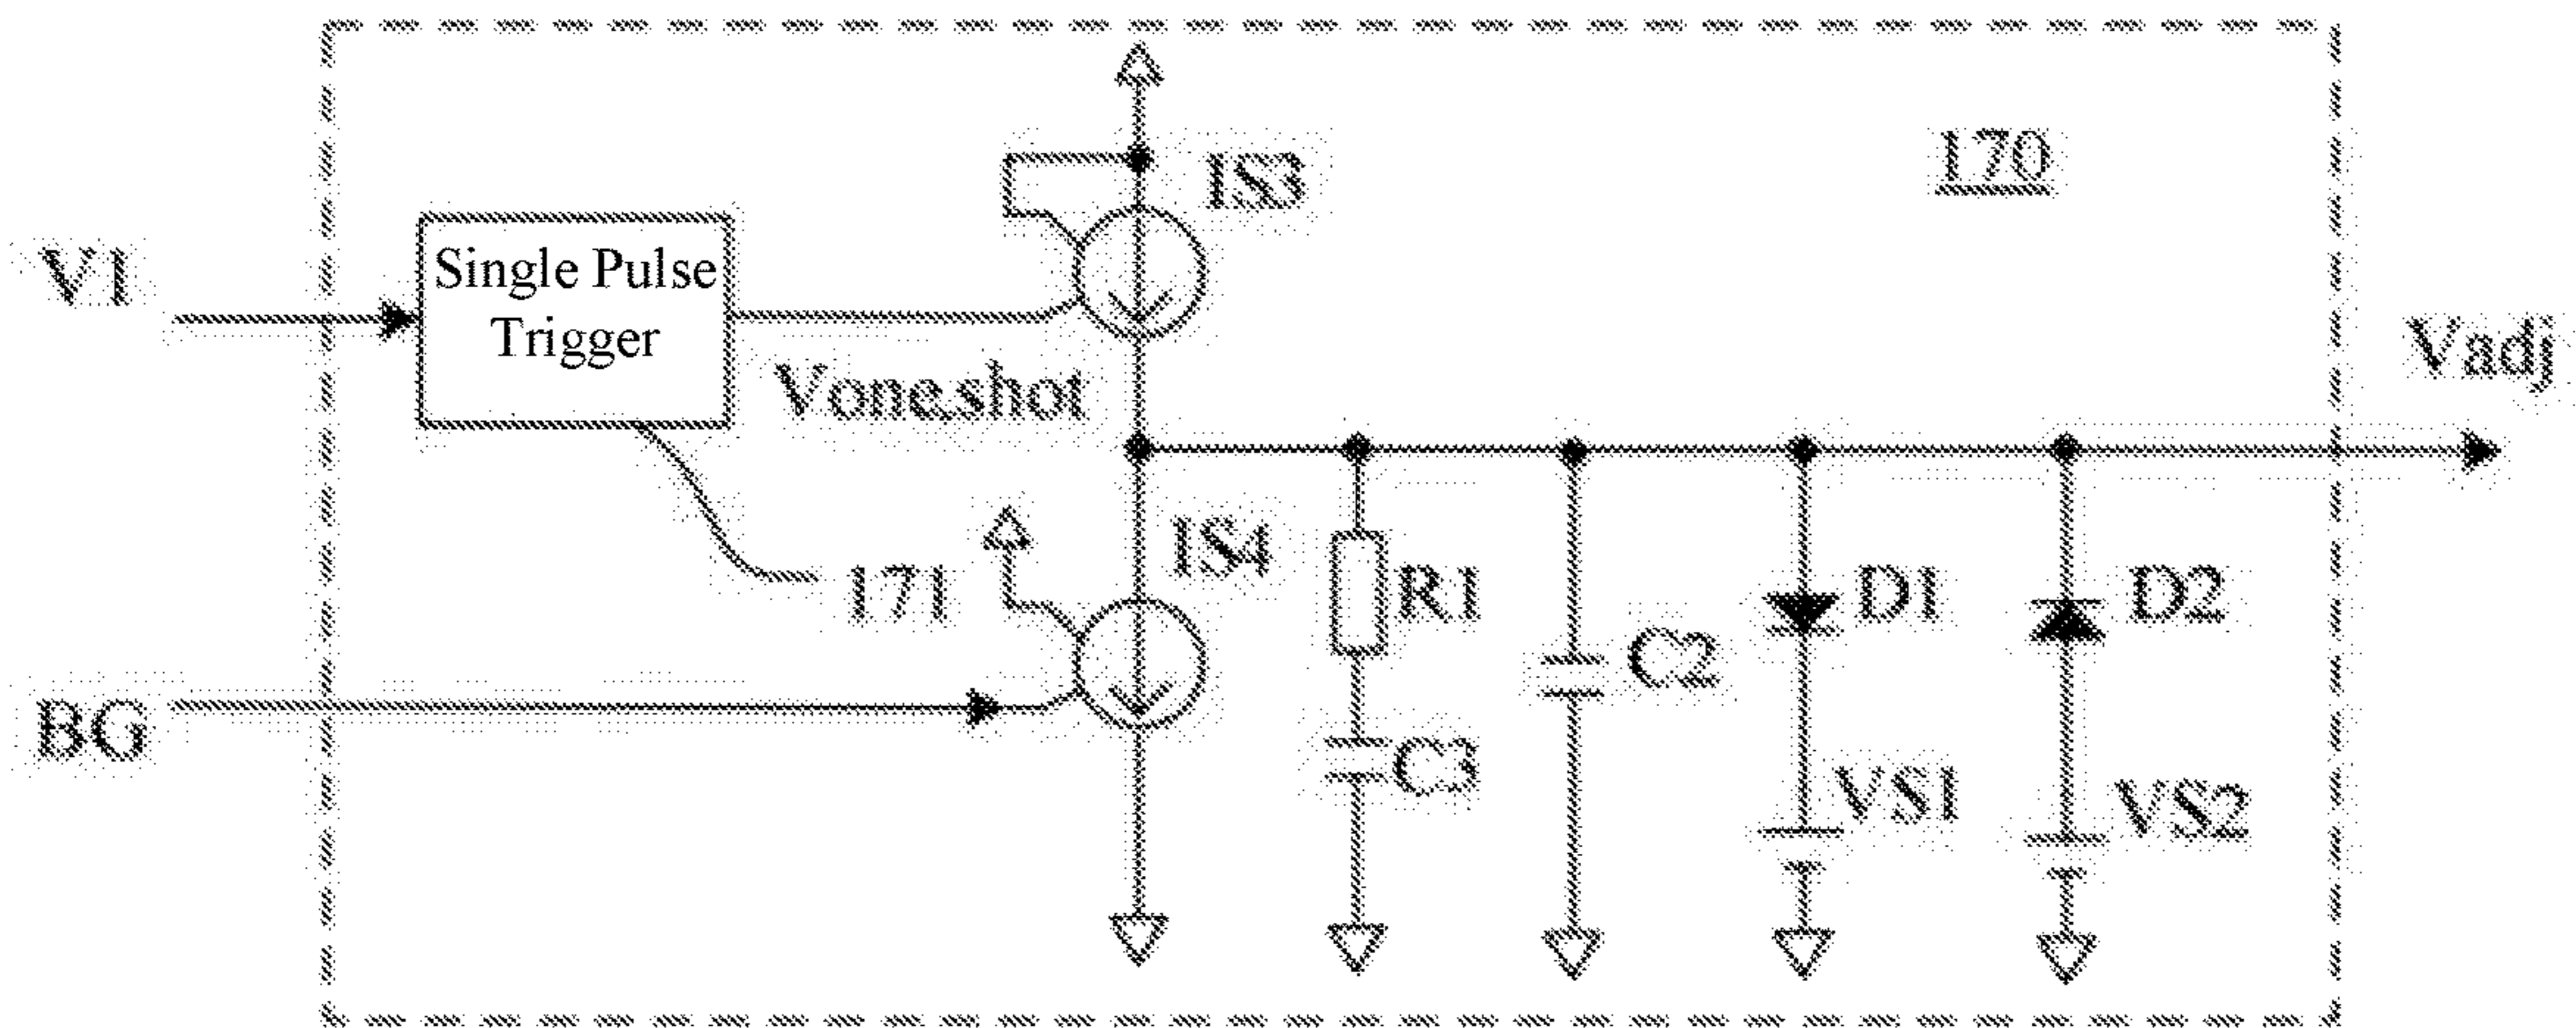 170
IS3
V1
Single Pulse
Trigger
Voneshot
Vadj
IS4
171
R1
C2
C3
D1
D2
BG
VS1
VS2